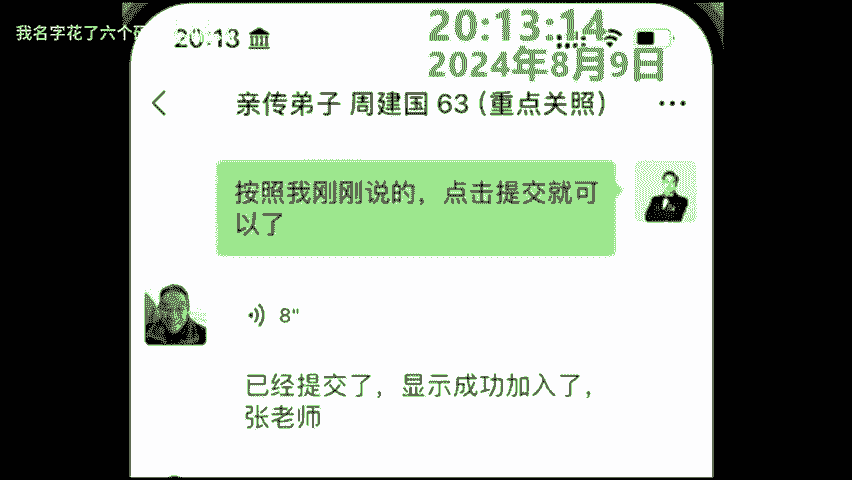 我名字花了六个
20:13
20:13:14
2024年8月9日
亲传弟子 周建国 63（重点关照）
按照我刚刚说的，点击提交就可
以了
8"
已经提交了，显示成功加入了，
张老师